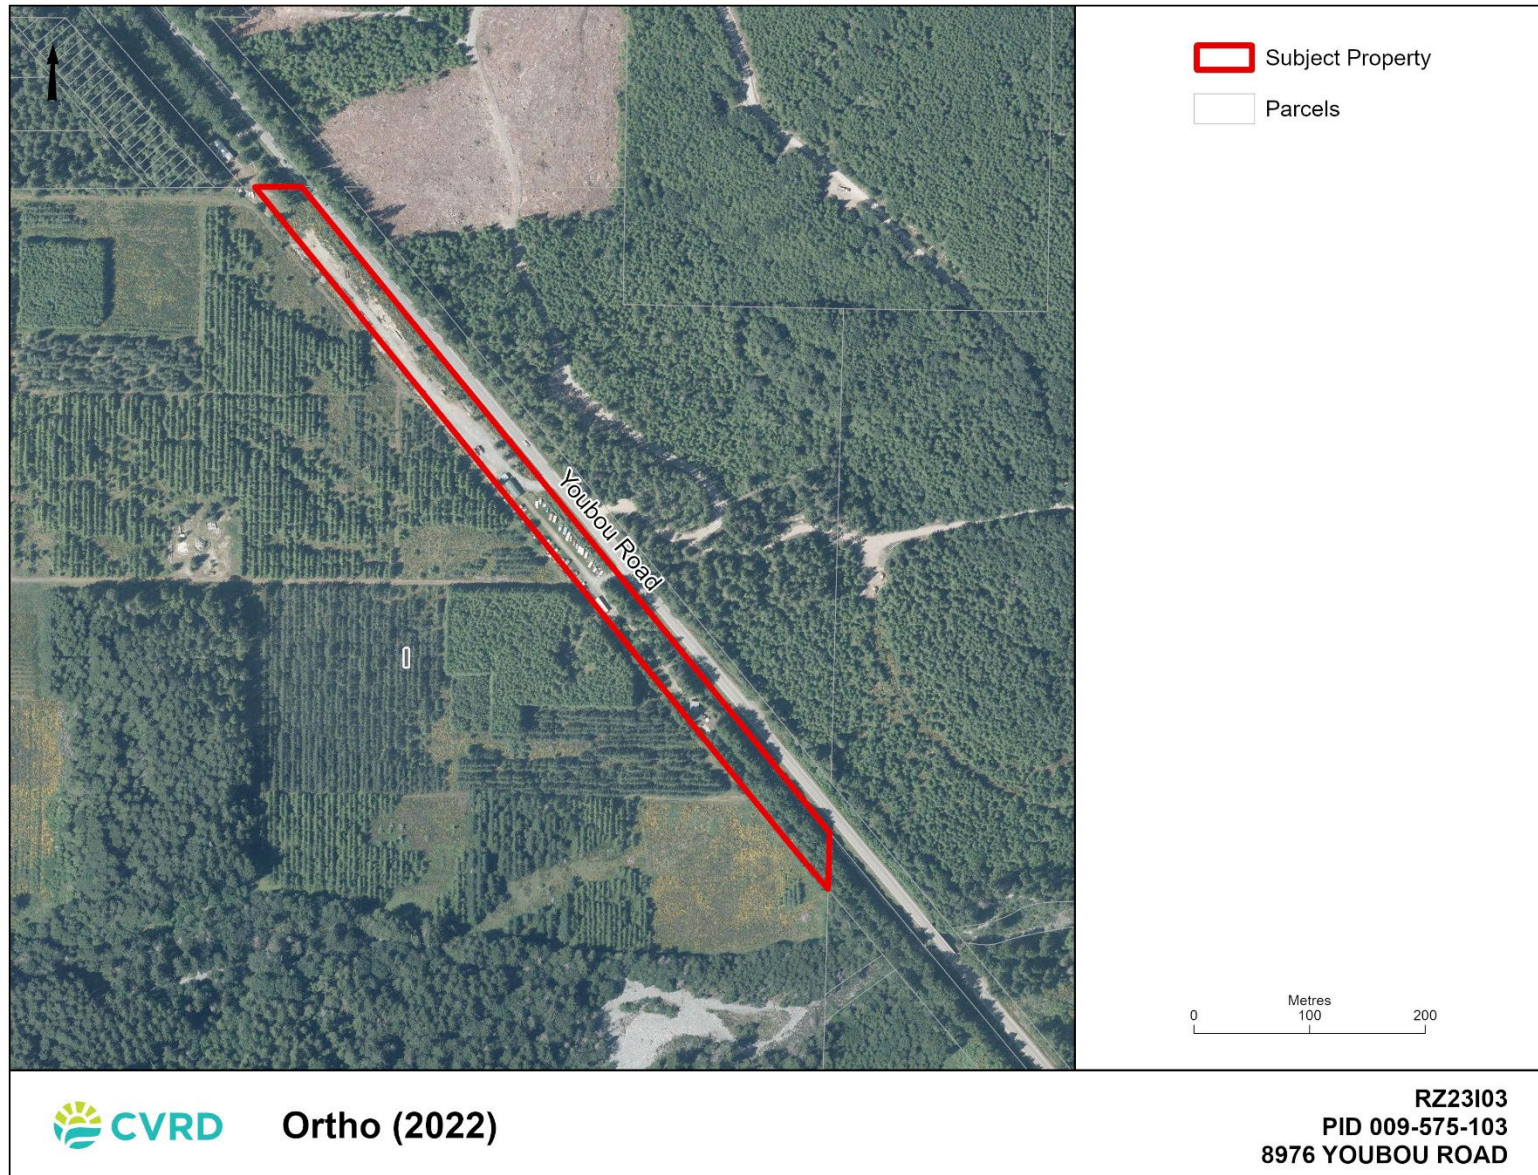 Subject Property
Parcels
Youbou Road
I
Metres
0 100 200
CVRD
Ortho (2022)
RZ23I03
PID 009-575-103
8976 YOUBOU ROAD